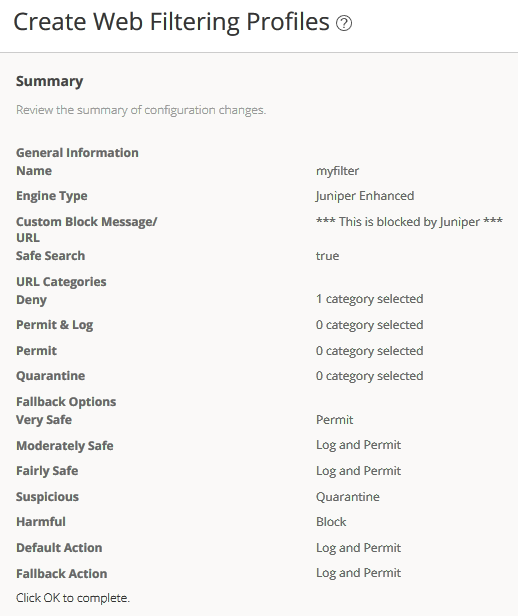 Create Web Filtering Profiles ?
Summary
Review the summary of configuration changes.
General Information
Name myfilter
Engine Type Juniper Enhanced
Custom Block Message/ *** This is blocked by Juniper ***
URL
Safe Search true
URL Categories
Deny 1 category selected
Permit & Log 0 category selected
Permit 0 category selected
Quarantine 0 category selected
Fallback Options
Very Safe Permit
Moderately Safe Log and Permit
Fairly Safe Log and Permit
Suspicious Quarantine
Harmful Block
Default Action Log and Permit
Fallback Action Log and Permit
Click OK to complete.